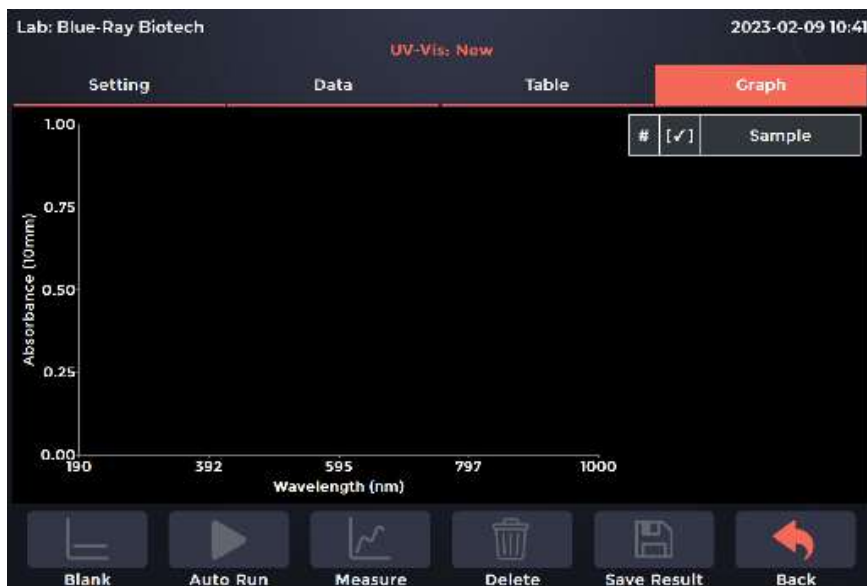 Lab: Blue-Ray Biotech
2023-02-09 10:41
UV-Vis: New
Setting Data Table Graph
# [✓] Sample
Absorbance (10mm)
1.00
0.75
0.50
0.25
0.00
190 392 595 797 1000
Wavelength (nm)
Blank Auto Run Measure Delete Save Result Back